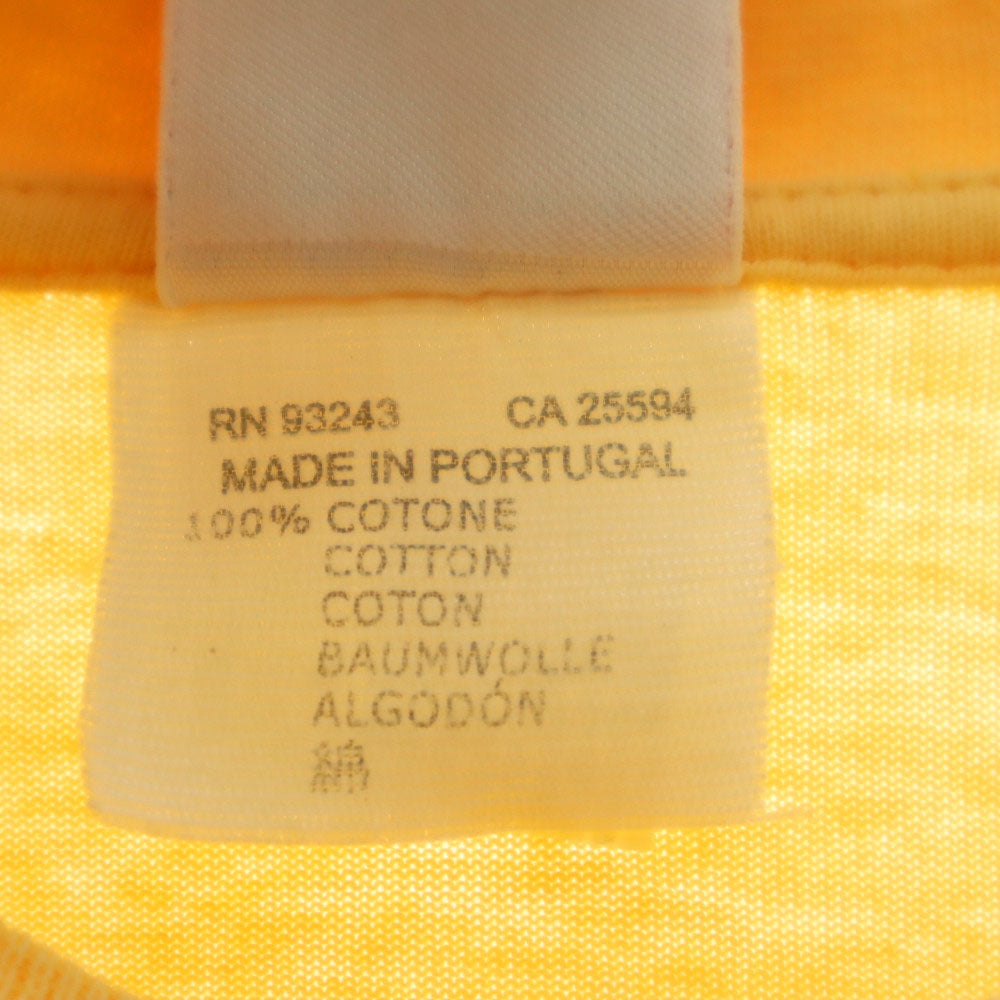 RN 93243 CA 25594
MADE IN PORTUGAL
100% COTONE
COTTON
COTON
BAUMWOLLE
ALGODÓN
綿